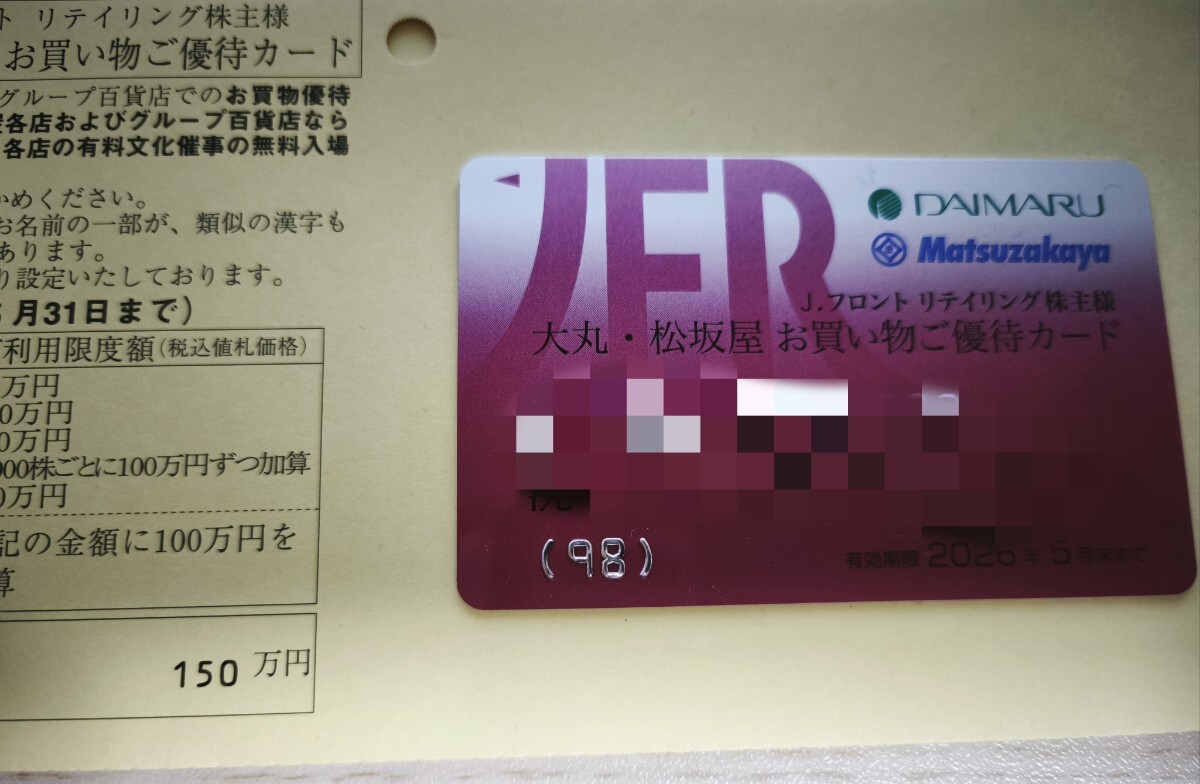 ト リテイリング株主様
お買い物ご優待カード
グループ百貨店でのお買物優待
各店およびグループ百貨店なら
各店の有料文化催事の無料入場
かめください。
お名前の一部が、類似の漢字も
あります。
り設定いたしております。
月31日まで)
利用限度額(税込値札価格)
万円
0万円
0万円
000株ごとに100万円ずつ加算
0万円
記の金額に100万円を
算
150 万円
JFR
DAIMARU
Matsuzakaya
J.フロント リテイリング株主様
大丸・松坂屋 お買い物ご優待カード
(98)
有効期限 2026年 5月末まで